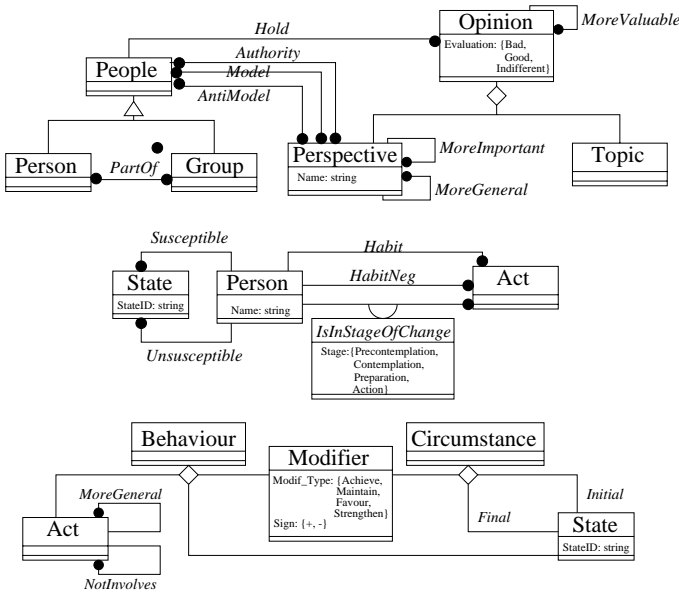 Hold
Opinion
MoreValuable
Evaluation: {Bad,
Good,
Indifferent}
People
Authority
Model
AntiModel
Person
PartOf
Group
Perspective
Name: string
MoreImportant
MoreGeneral
Topic
Susceptible
State
StateID: string
Unsusceptible
Person
Name: string
Habit
HabitNeg
Act
IsInStageOfChange
Stage:{Precontemplation,
Contemplation,
Preparation,
Action}
Behaviour
Circumstance
Modifier
Modif_Type: {Achieve,
Maintain,
Favour,
Strengthen}
Sign: {+, -}
MoreGeneral
Act
NotInvolves
Initial
Final
State
StateID: string